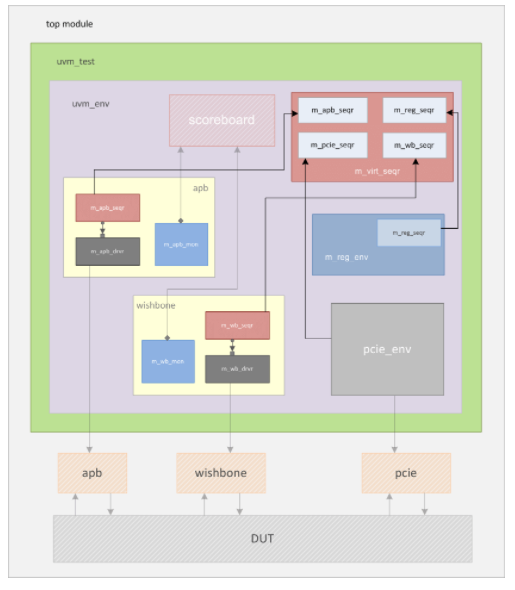 top module
uvm_test
uvm_env
scoreboard
m_apb_seqr
m_reg_seqr
m_pcie_seqr
m_wb_seqr
m_virt_seqr
apb
m_apb_seqr
m_apb_drvr
m_apb_mon
m_reg_seqr
m_reg_env
wishbone
m_wb_seqr
m_wb_mon
m_wb_drvr
pcie_env
apb
wishbone
pcie
DUT